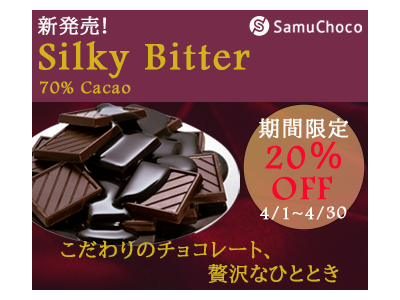 新発売!
SamuChoco
Silky Bitter
70% Cacao
期間限定
20%
OFF
4/1~4/30
こだわりのチョコレート、
贅沢なひととき